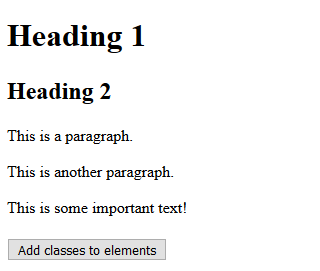 Heading 1
Heading 2
This is a paragraph.
This is another paragraph.
This is some important text!
Add classes to elements